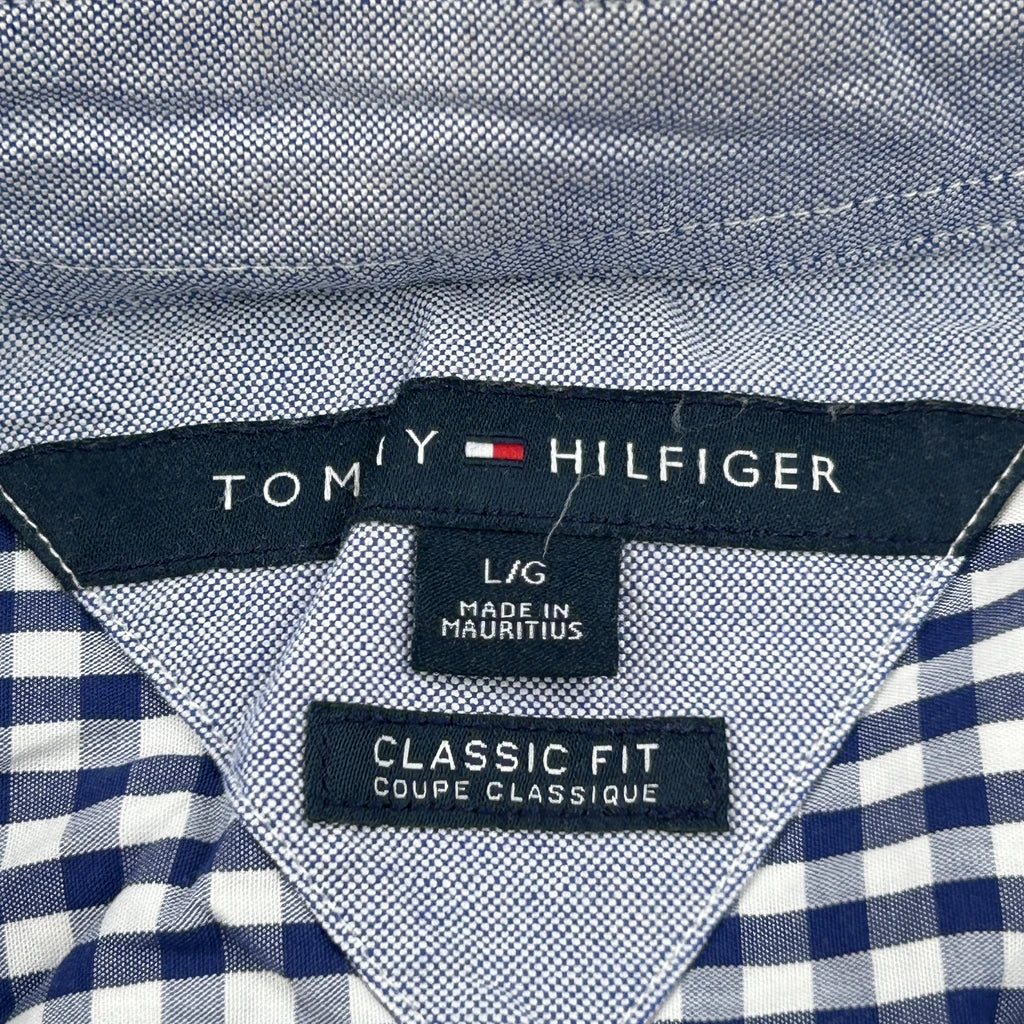 TOMMY HILFIGER
L/G
MADE IN
MAURITIUS
CLASSIC FIT
COUPE CLASSIQUE